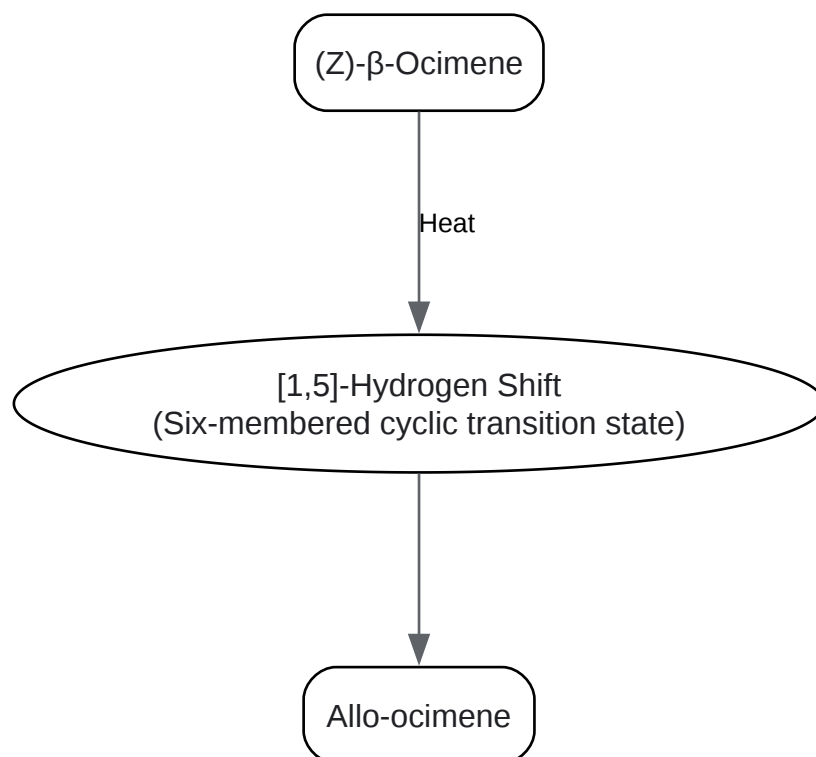 (Z)-β-Ocimene
Heat
[1,5]-Hydrogen Shift
(Six-membered cyclic transition state)
Allo-ocimene